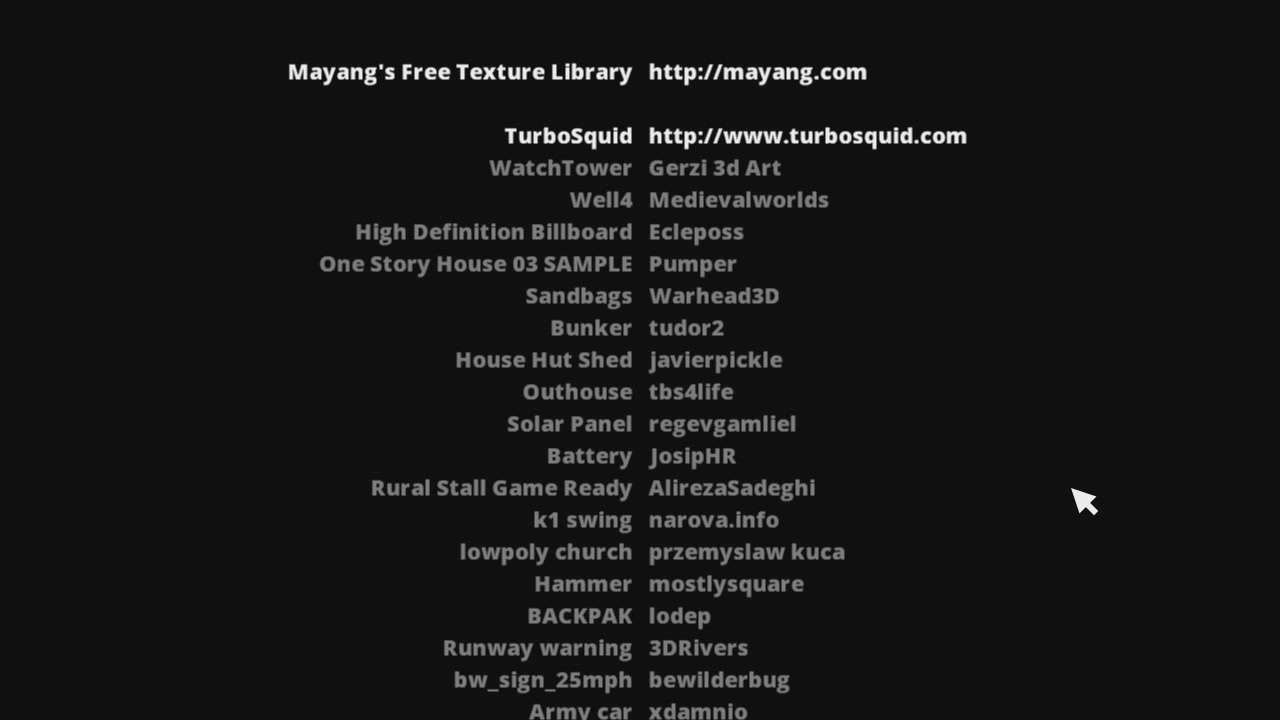 Mayang's Free Texture Library http://mayang.com
TurboSquid http://www.turbosquid.com
WatchTower Gerzi 3d Art
Well4 Medievalworlds
High Definition Billboard Ecleposs
One Story House 03 SAMPLE Pumper
Sandbags Warhead3D
Bunker tudor2
House Hut Shed javierpickle
Outhouse tbs4life
Solar Panel regevgamliel
Battery JosipHR
Rural Stall Game Ready AlirezaSadeghi
k1 swing narova.info
lowpoly church przemyslaw kuca
Hammer mostlysquare
BACKPAK lodep
Runway warning 3DRivers
bw_sign_25mph bewilderbug
Army car xdamnio